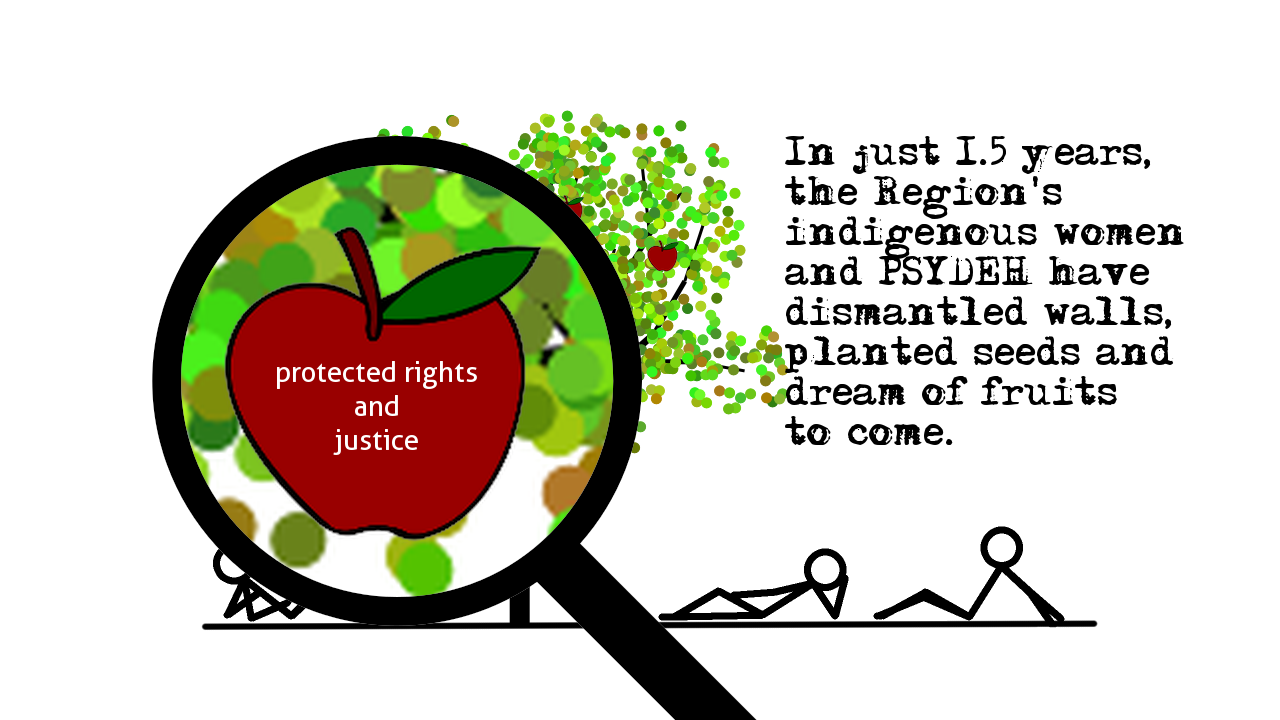 protected rights
and
justice
In just 1.5 years,
the Region's
indigenous women
and PSYDEH have
dismantled walls,
planted seeds and
dream of fruits
to come.